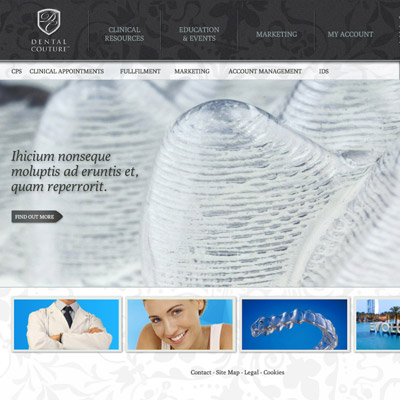 DENTAL
COUTURE
CLINICAL
RESOURCES
EDUCATION
& EVENTS
MARKETING
MY ACCOUNT
CPS CLINICAL APPOINTMENTS FULLFILMENT MARKETING ACCOUNT MANAGEMENT IDS
Ihicium nonseque
moluptis ad eruntis et,
quam reperrorit.
FIND OUT MORE
Contact - Site Map - Legal - Cookies